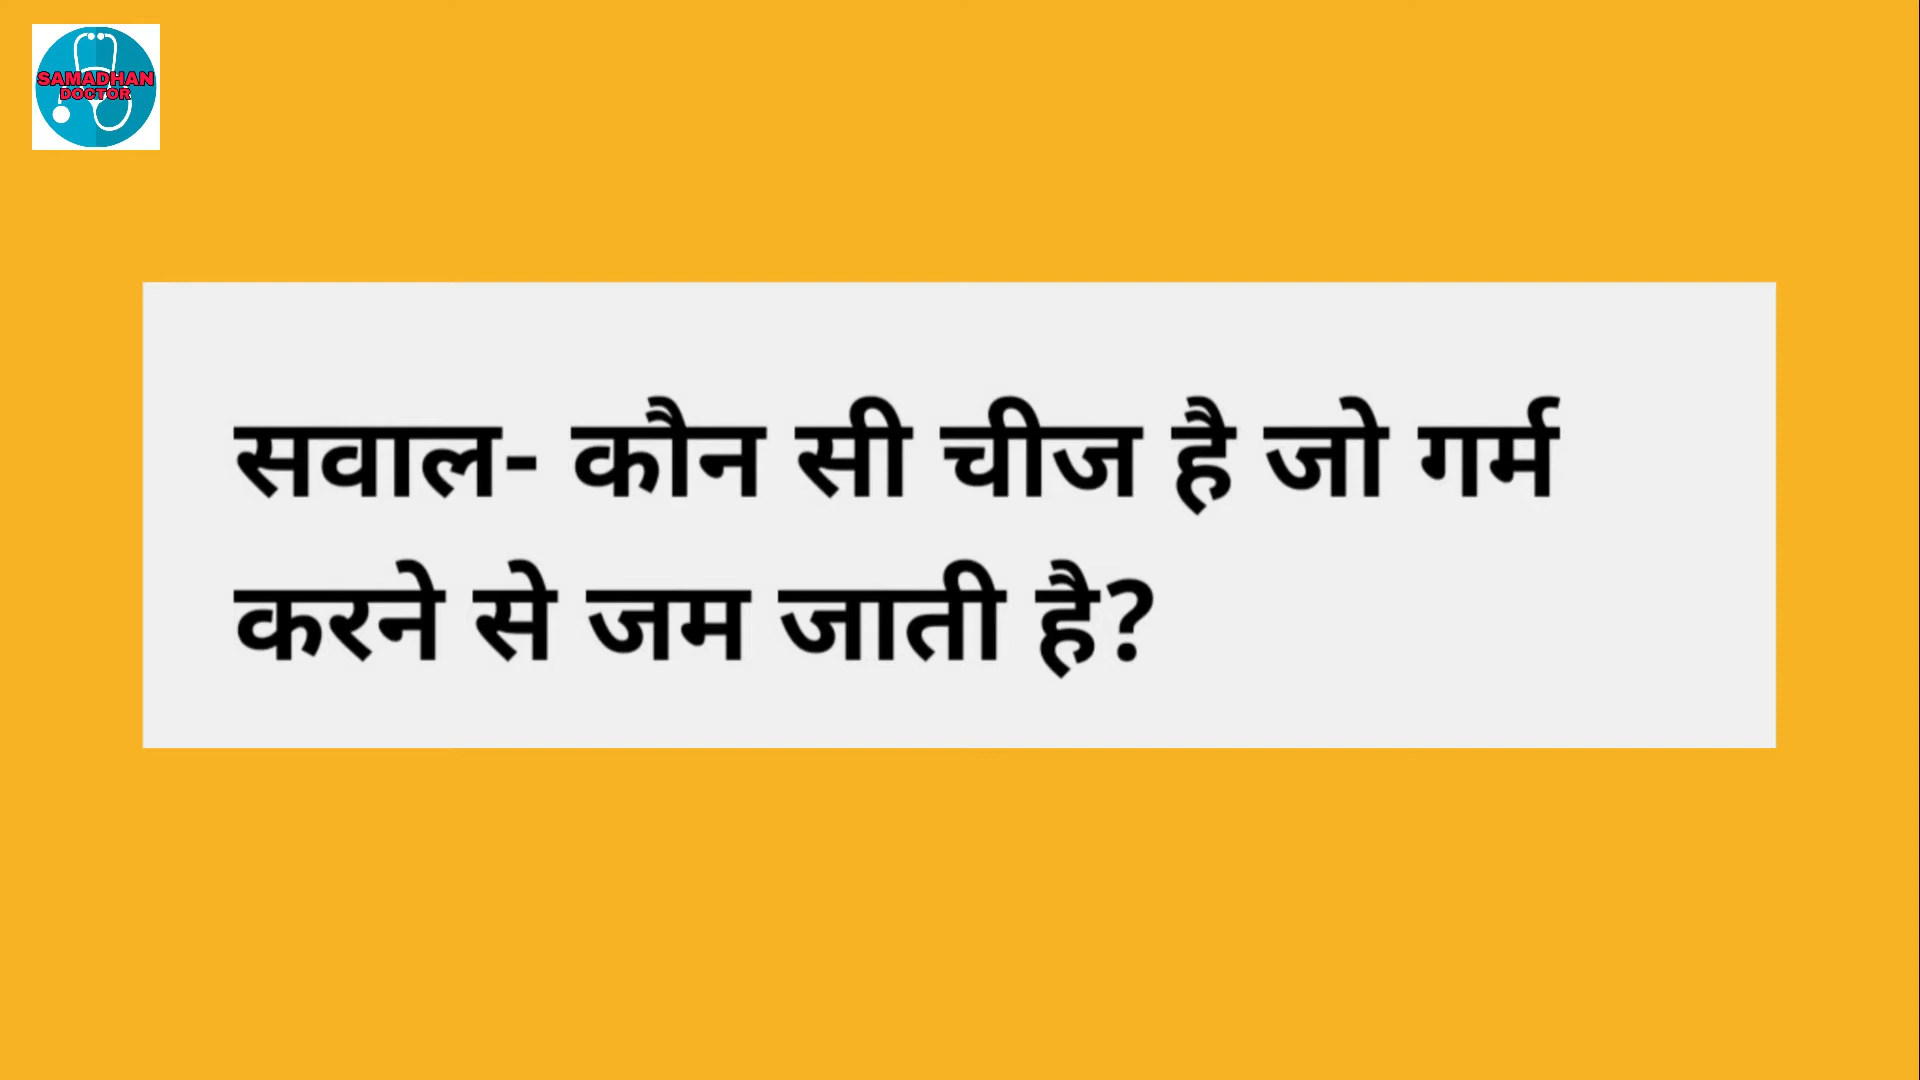 SAMADHAN
DOCTOR
सवाल- कौन सी चीज है जो गर्म
करने से जम जाती है?